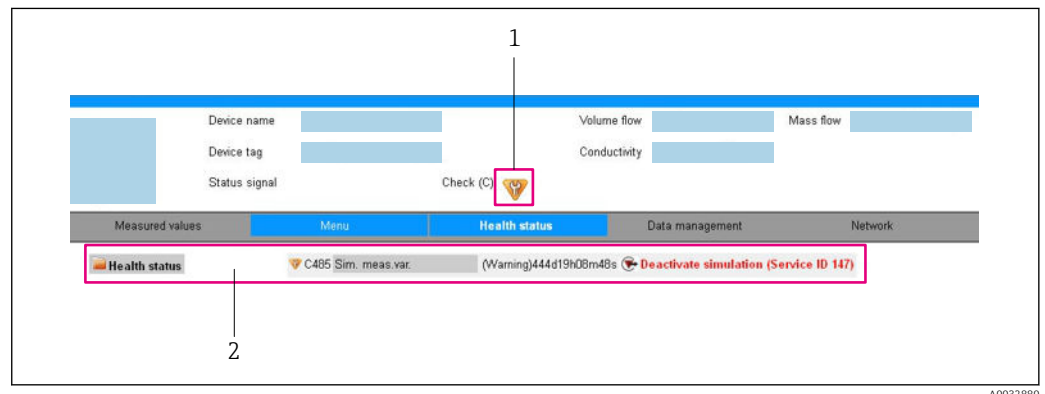 1
Device name
Volume flow
Mass flow
Device tag
Conductivity
Status signal
Check (C)
Measured values
Menu
Health status
Data management
Network
Health status
C485 Sim. meas.var.
(Warning)444d19h08m48s
Deactivate simulation (Service ID 147)
2
A0032880